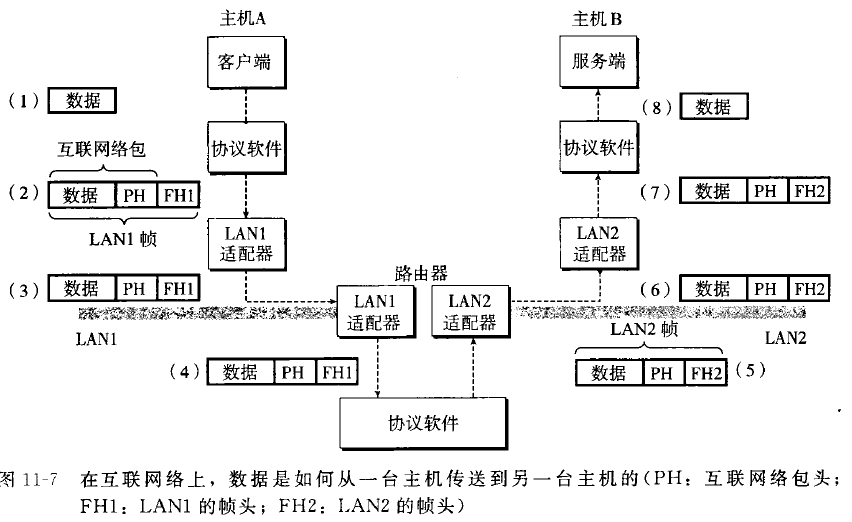 主机A
主机B
客户端
服务端
(1) 数据
(8) 数据
互联网络包
协议软件
协议软件
(2) 数据 PH FH1
(7) 数据 PH FH2
LAN1 帧
LAN1
适配器
LAN2
适配器
路由器
(3) 数据 PH FH1
(6) 数据 PH FH2
LAN1
适配器
LAN2
适配器
LAN1
LAN2 帧
LAN2
(4) 数据 PH FH1
数据 PH FH2 (5)
协议软件
图 11-7 在互联网络上，数据是如何从一台主机传送到另一台主机的(PH：互联网络包头；
FH1：LAN1 的帧头；FH2：LAN2 的帧头)